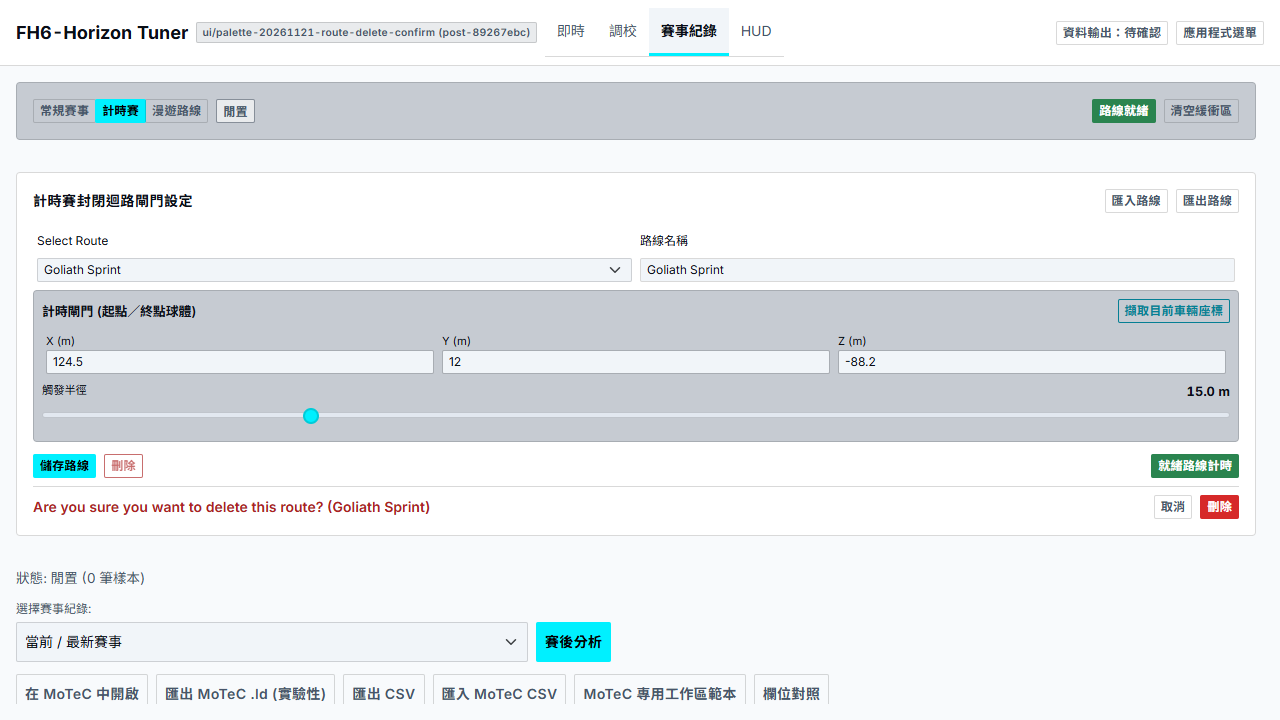 FH6-Horizon Tuner ui/palette-20261121-route-delete-confirm (post-89267ebc) 即時 調校 賽事紀錄 HUD 資料輸出：待確認 應用程式選單
常規賽事 計時賽 漫遊路線 閒置 路線就緒 清空緩衝區
計時賽封閉迴路閘門設定 匯入路線 匯出路線
Select Route 路線名稱
Goliath Sprint Goliath Sprint
計時閘門 (起點／終點球體) 擷取目前車輛座標
X (m) Y (m) Z (m)
124.5 12 -88.2
觸發半徑 15.0 m
儲存路線 刪除 就緒路線計時
Are you sure you want to delete this route? (Goliath Sprint) 取消 刪除
狀態: 閒置 (0 筆樣本)
選擇賽事紀錄:
當前 / 最新賽事 賽後分析
在 MoTeC 中開啟 匯出 MoTeC .ld (實驗性) 匯出 CSV 匯入 MoTeC CSV MoTeC 專用工作區範本 欄位對照